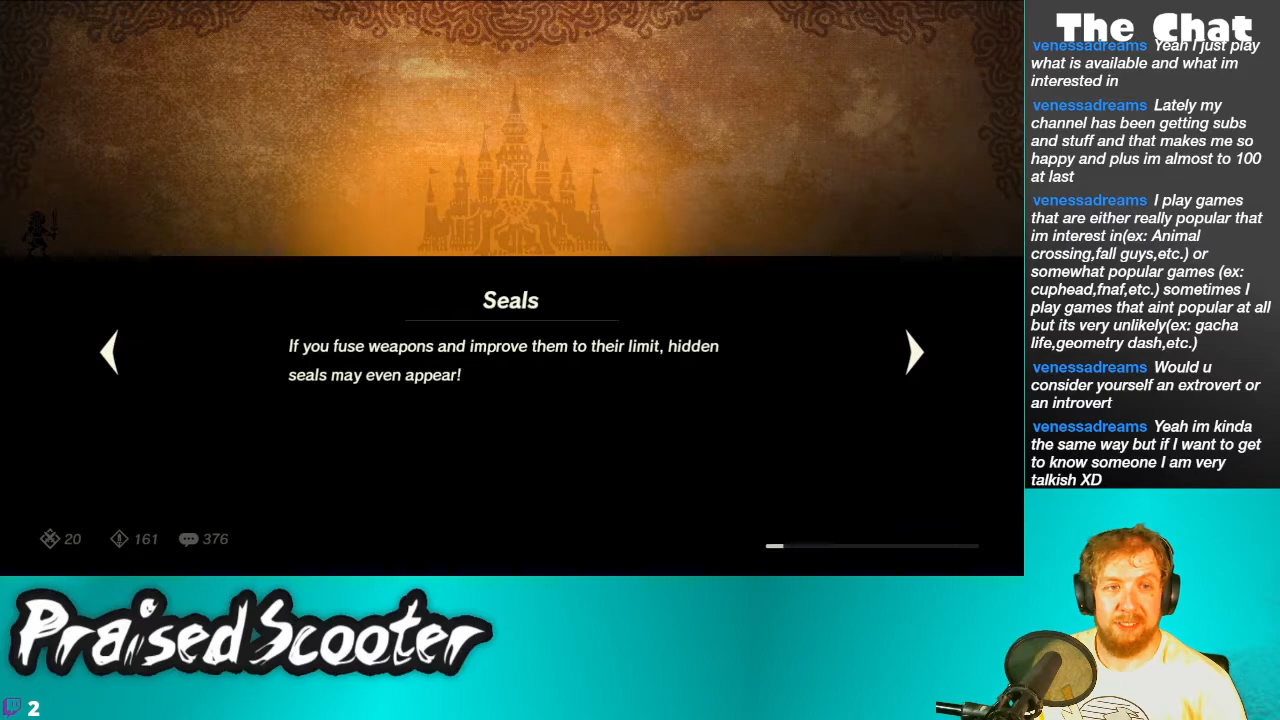 The Chat
venessadreams Yeah I just play
what is available and what im
interested in
venessadreams Lately my
channel has been getting subs
and stuff and that makes me so
happy and plus im almost to 100
at last
venessadreams I play games
that are either really popular that
im interest in(ex: Animal
crossing,fall guys,etc.) or
somewhat popular games (ex:
cuphead,fnaf,etc.) sometimes I
play games that aint popular at all
but its very unlikely(ex: gacha
life,geometry dash,etc.)
venessadreams Would u
consider yourself an extrovert or
an introvert
venessadreams Yeah im kinda
the same way but if I want to get
to know someone I am very
talkish XD
Seals
If you fuse weapons and improve them to their limit, hidden
seals may even appear!
20 161 376
PraisedScooter
2